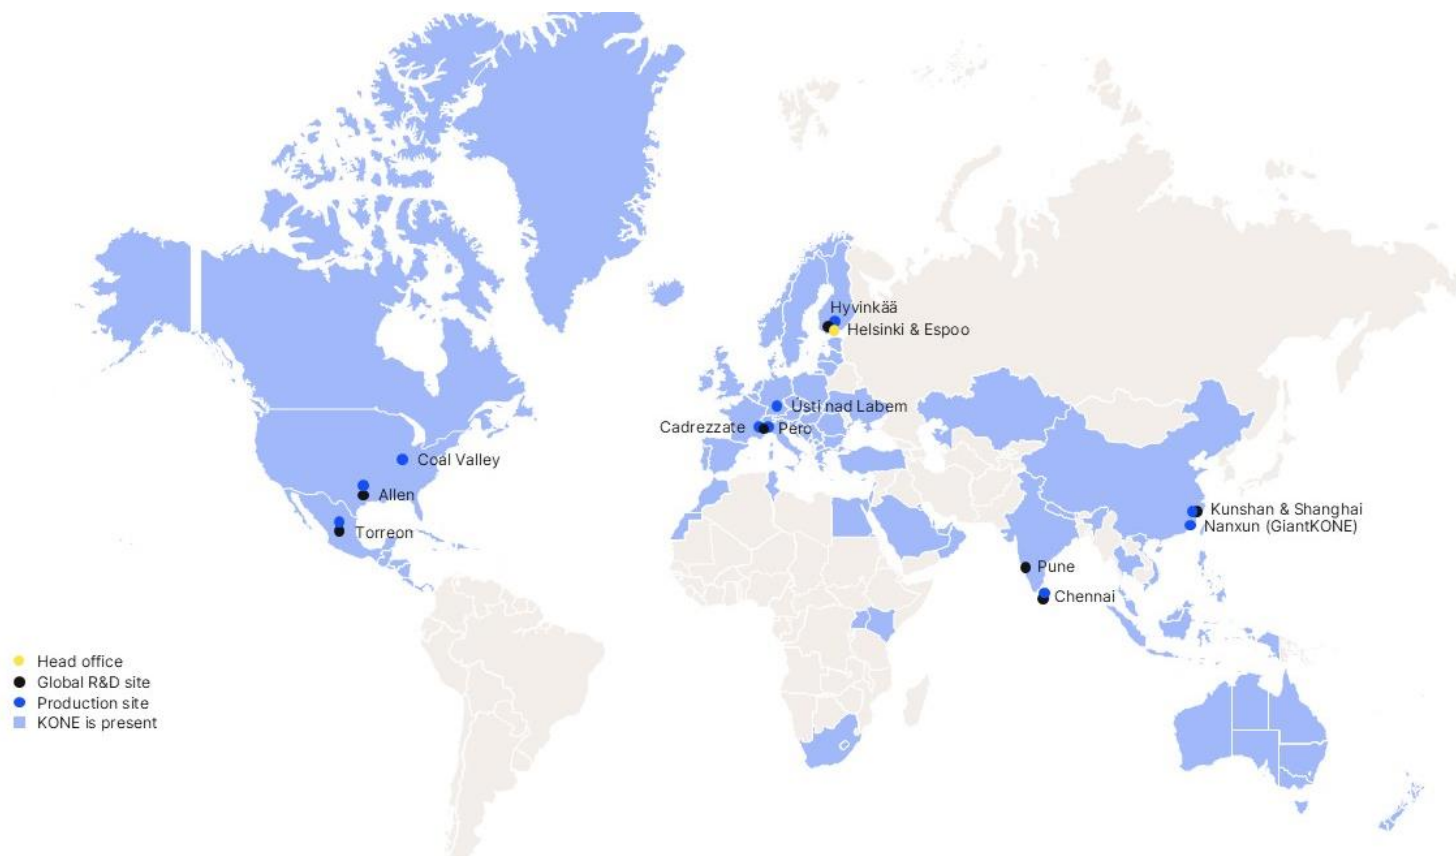 Hyvinkää
Helsinki & Espoo
Usti nad Labem
Cadrezzate
Pero
Coal Valley
Allen
Torreon
Kunshan & Shanghai
Nanxun (GiantKONE)
Pune
Chennai
Head office
Global R&D site
Production site
KONE is present